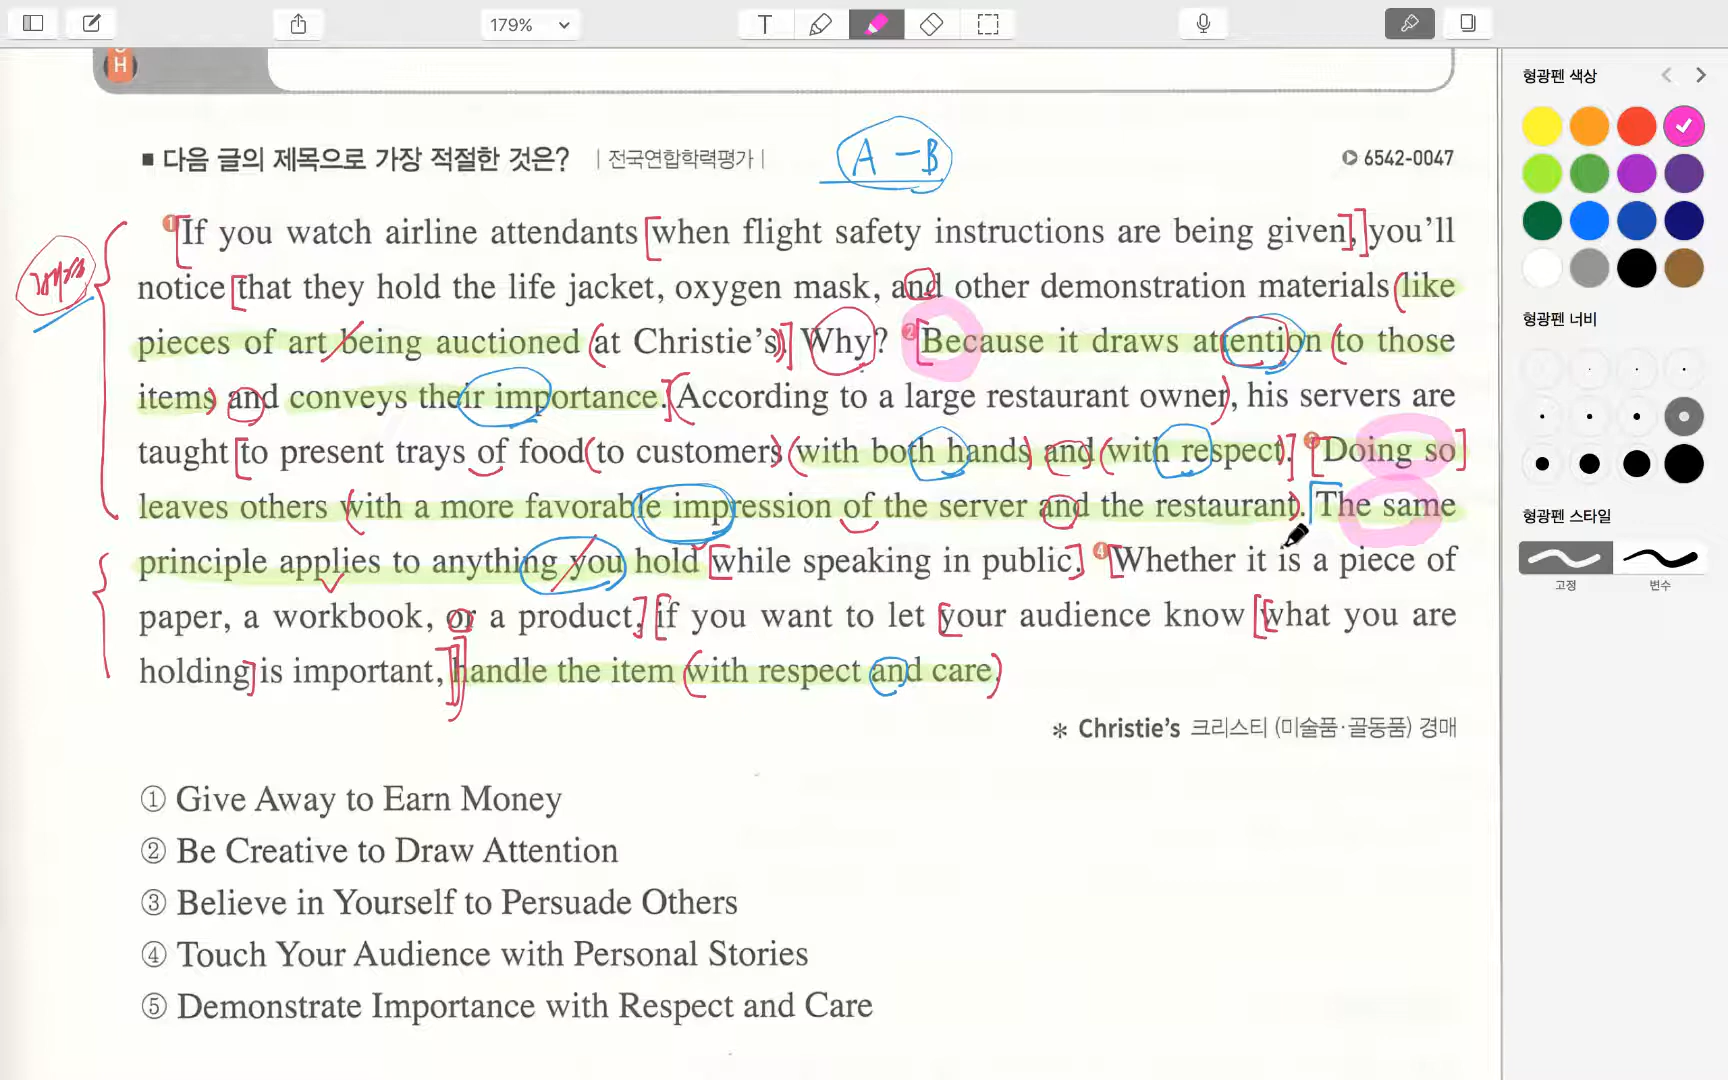 179%
T
H
형광펜 색상
A - B
■ 다음 글의 제목으로 가장 적절한 것은? | 전국연합학력평가 | 6542-0047
❶ If you watch airline attendants when flight safety instructions are being given, you'll
notice that they hold the life jacket, oxygen mask, and other demonstration materials like
pieces of art being auctioned at Christie's. Why? ❷ Because it draws attention to those
items and conveys their importance. According to a large restaurant owner, his servers are
taught to present trays of food to customers with both hands and with respect. ❸ Doing so
leaves others with a more favorable impression of the server and the restaurant. The same
principle applies to anything you hold while speaking in public. ❹ Whether it is a piece of
paper, a workbook, or a product, if you want to let your audience know what you are
holding is important, handle the item with respect and care.
* Christie's 크리스티 (미술품·골동품) 경매
① Give Away to Earn Money
② Be Creative to Draw Attention
③ Believe in Yourself to Persuade Others
④ Touch Your Audience with Personal Stories
⑤ Demonstrate Importance with Respect and Care
형광펜 너비
형광펜 스타일
고정 변수